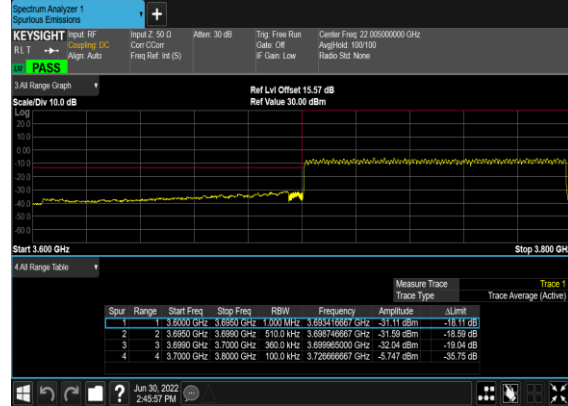 Spectrum Analyzer 1
Spurious Emissions
+
KEYSIGHT Input: RF Input Z: 50 Ω Atten: 30 dB Trig: Free Run Center Freq: 22.005000000 GHz
RLT Coupling: DC Corr CCorr Gate: Off Avg|Hold: 100/100
Align: Auto Freq Ref: Int (S) IF Gain: Low Radio Std: None
PASS
3 All Range Graph
Ref Lvl Offset 15.57 dB
Scale/Div 10.0 dB Ref Value 30.00 dBm
Log
20.0
10.0
0.00
-10.0
-20.0
-30.0
-40.0
-50.0
-60.0
Start 3.600 GHz Stop 3.800 GH
4 All Range Table
Measure Trace Trace 1
Trace Type Trace Average (Active)
Spur Range Start Freq Stop Freq RBW Frequency Amplitude ΔLimit
1 1 3.6000 GHz 3.6950 GHz 1.000 MHz 3.693416667 GHz -31.11 dBm -18.11 dB
2 2 3.6950 GHz 3.6990 GHz 510.0 kHz 3.698746667 GHz -31.59 dBm -18.59 dB
3 3 3.6990 GHz 3.7000 GHz 360.0 kHz 3.699965000 GHz -32.04 dBm -19.04 dB
4 4 3.7000 GHz 3.8000 GHz 100.0 kHz 3.726666667 GHz -5.747 dBm -35.75 dB
? Jun 30, 2022
2:45:57 PM